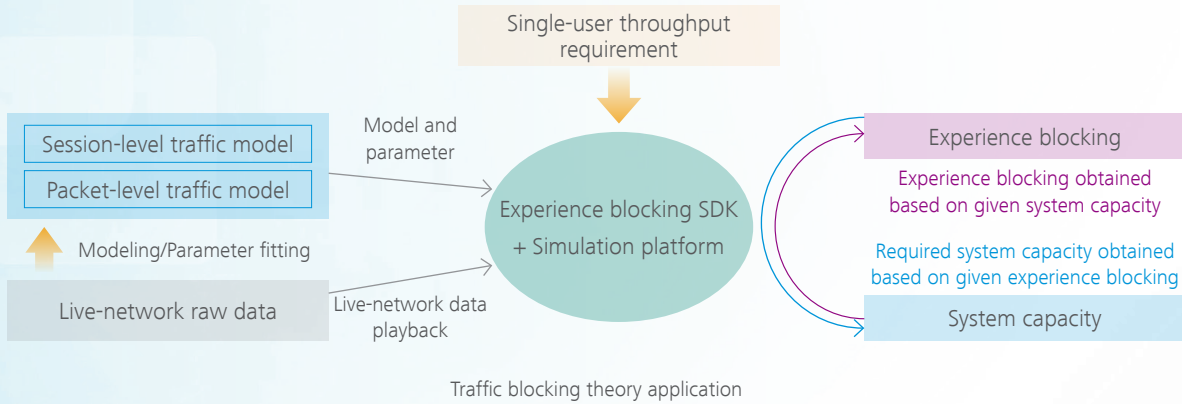 Single-user throughput
requirement
Session-level traffic model
Packet-level traffic model
Modeling/Parameter fitting
Live-network raw data
Model and
parameter
Live-network data
playback
Experience blocking SDK
+ Simulation platform
Experience blocking
Experience blocking obtained
based on given system capacity
Required system capacity obtained
based on given experience blocking
System capacity
Traffic blocking theory application